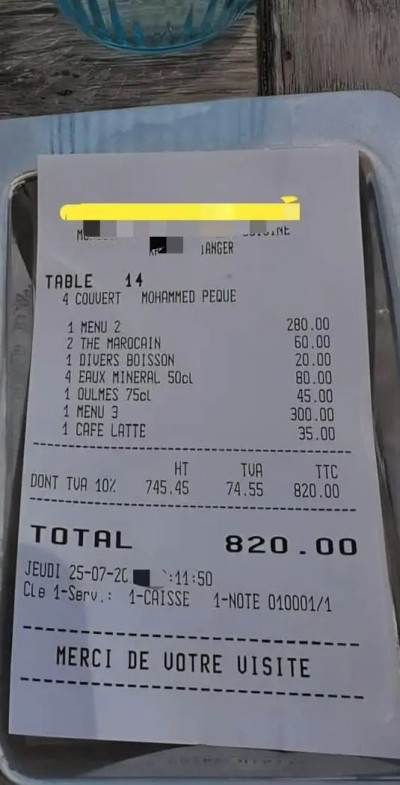 TANGER
TABLE 14
4 COUVERT MOHAMMED PEQUE
1 MENU 2 280.00
2 THE MAROCAIN 60.00
1 DIVERS BOISSON 20.00
4 EAUX MINERAL 50cl 80.00
1 OULMES 75cl 45.00
1 MENU 3 300.00
1 CAFE LATTE 35.00
HT TVA TTC
DONT TVA 10% 745.45 74.55 820.00
TOTAL 820.00
JEUDI 25-07-20 :11:50
Cle 1-Serv.: 1-CAISSE 1-NOTE 010001/1
MERCI DE VOTRE VISITE